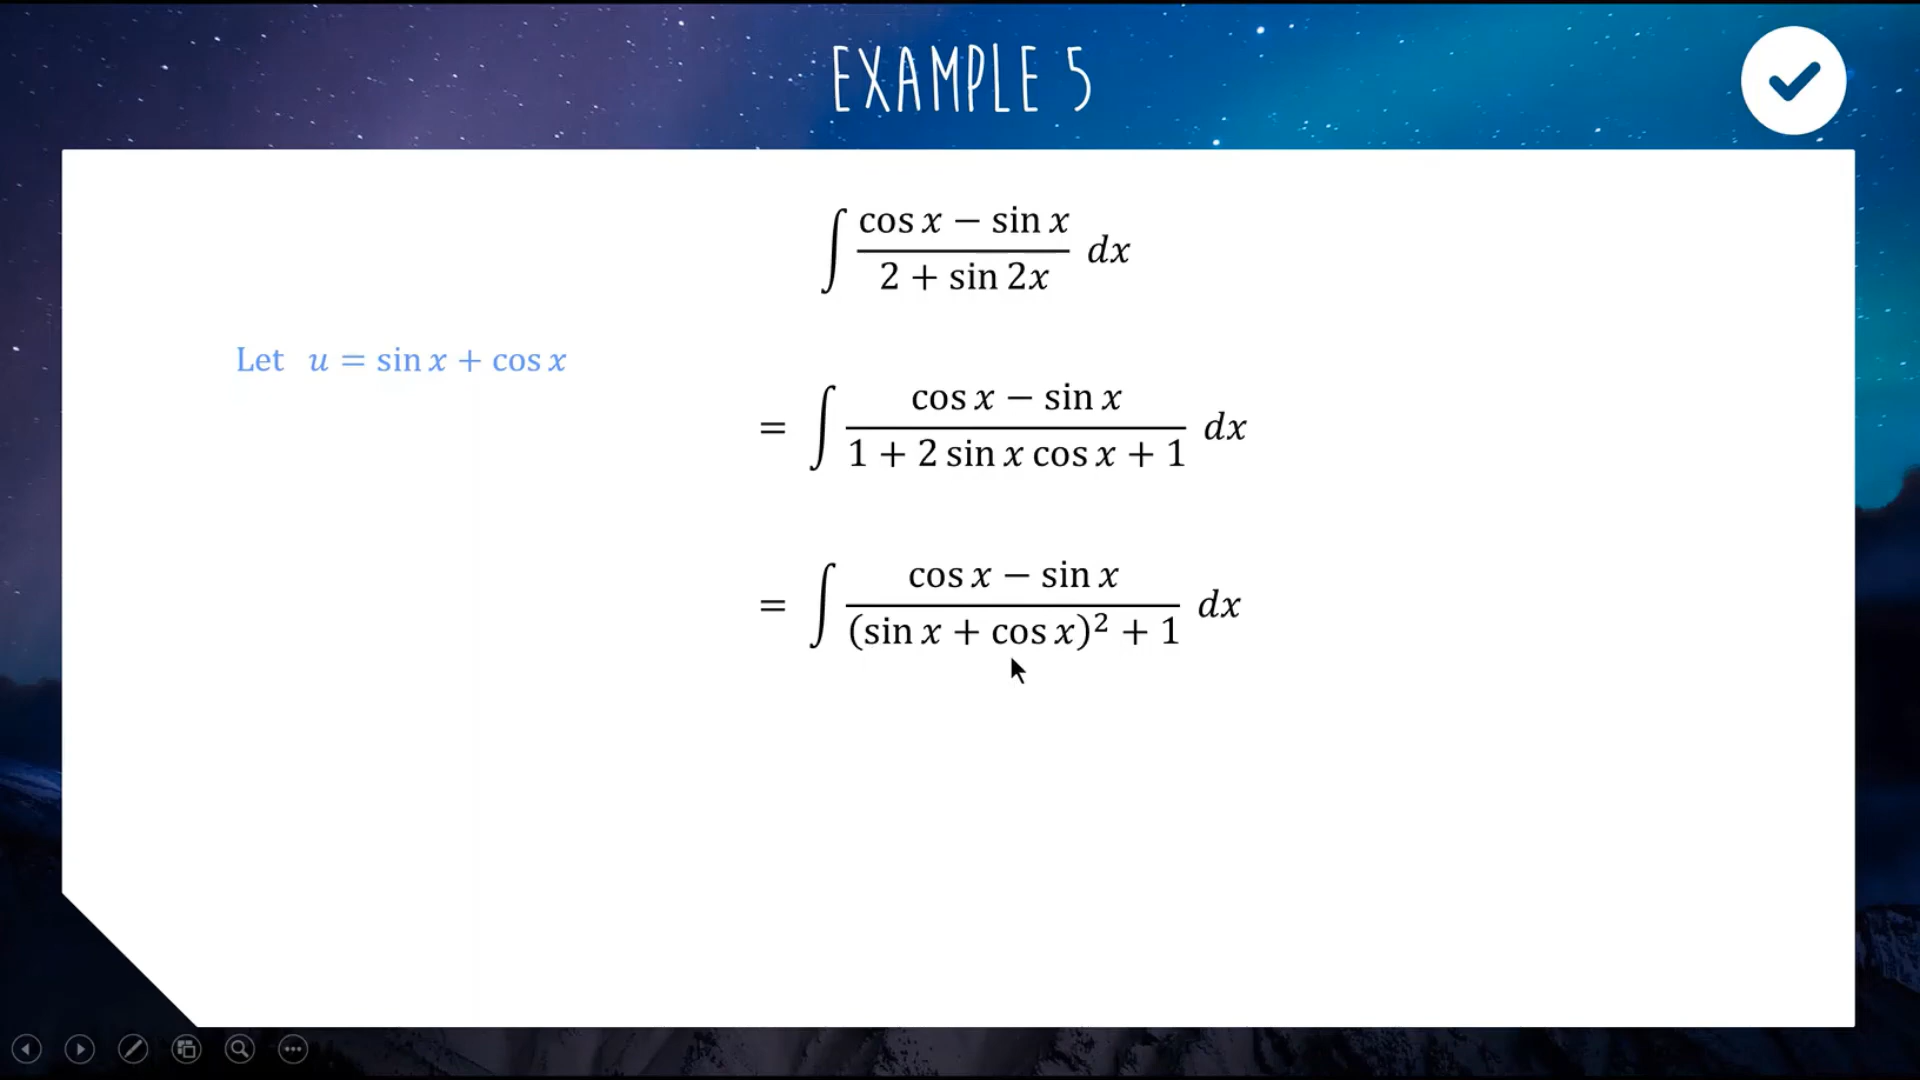 EXAMPLE 5
∫ (cos x − sin x)/(2 + sin 2x) dx
Let u = sin x + cos x
= ∫ (cos x − sin x)/(1 + 2 sin x cos x + 1) dx
= ∫ (cos x − sin x)/((sin x + cos x)² + 1) dx